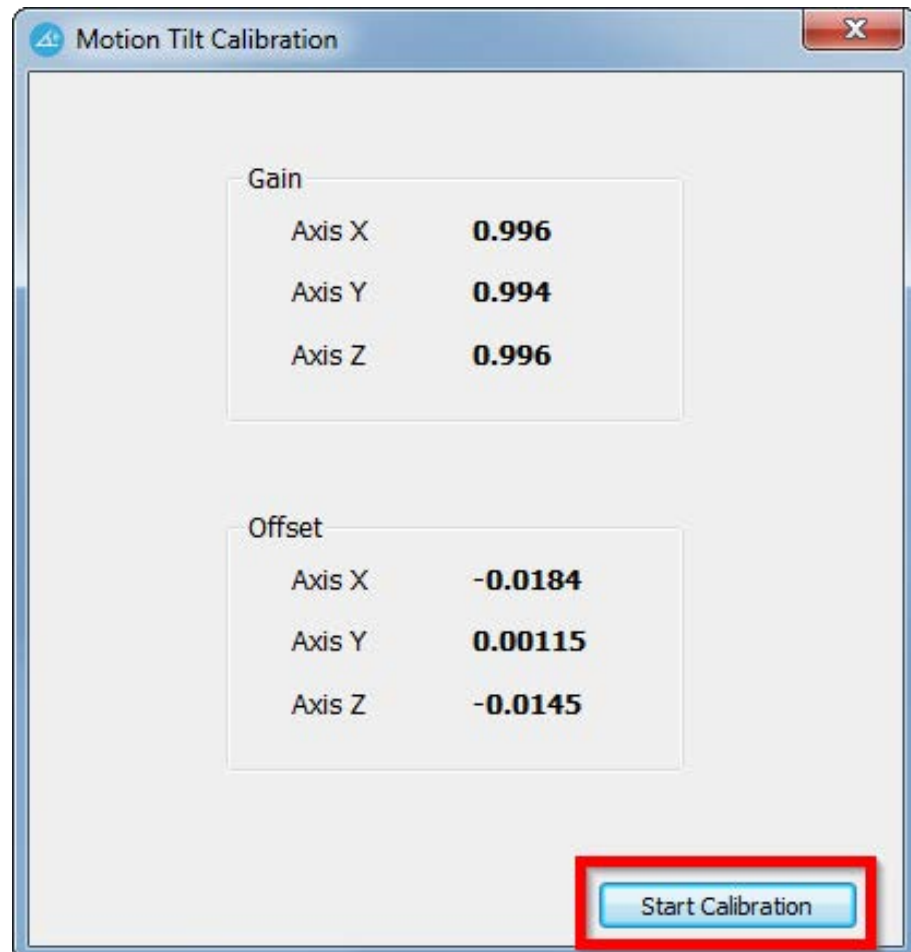 Motion Tilt Calibration
Gain
Axis X 0.996
Axis Y 0.994
Axis Z 0.996
Offset
Axis X -0.0184
Axis Y 0.00115
Axis Z -0.0145
Start Calibration